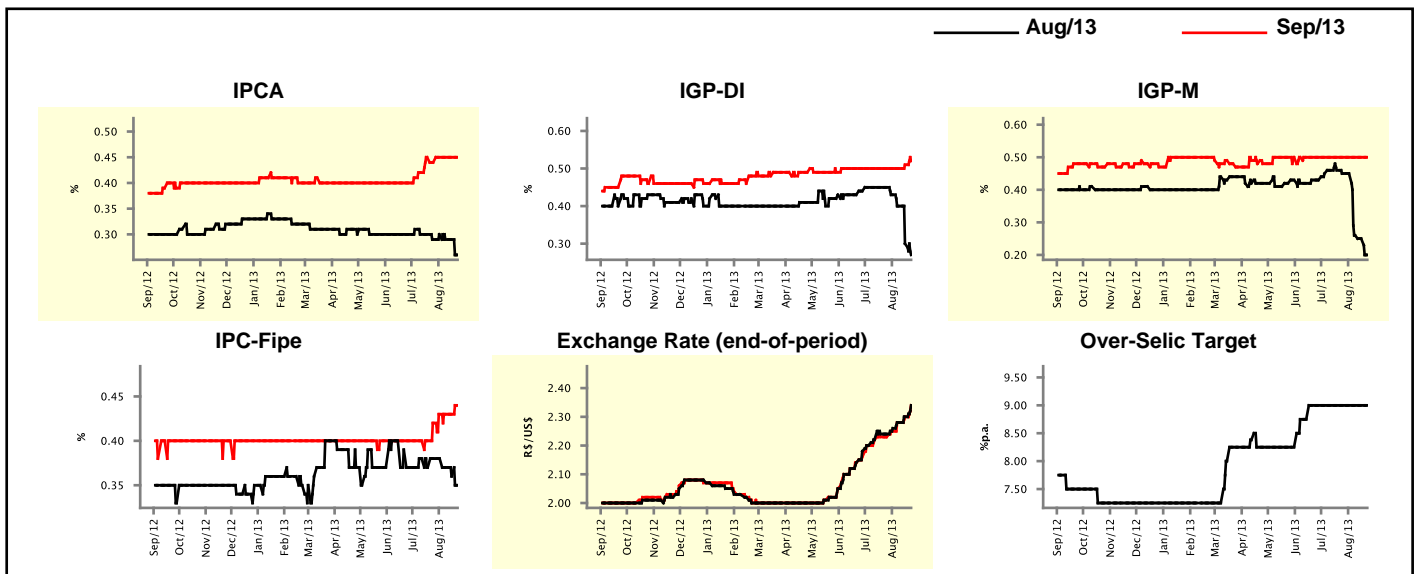 Aug/13 Sep/13
IPCA
%
0.50
0.45
0.40
0.35
0.30
Sep/12 Oct/12 Nov/12 Dec/12 Jan/13 Feb/13 Mar/13 Apr/13 May/13 Jun/13 Jul/13 Aug/13
IGP-DI
%
0.60
0.50
0.40
0.30
Sep/12 Oct/12 Nov/12 Dec/12 Jan/13 Feb/13 Mar/13 Apr/13 May/13 Jun/13 Jul/13 Aug/13
IGP-M
%
0.60
0.50
0.40
0.30
0.20
Sep/12 Oct/12 Nov/12 Dec/12 Jan/13 Feb/13 Mar/13 Apr/13 May/13 Jun/13 Jul/13 Aug/13
IPC-Fipe
%
0.45
0.40
0.35
Sep/12 Oct/12 Nov/12 Dec/12 Jan/13 Feb/13 Mar/13 Apr/13 May/13 Jun/13 Jul/13 Aug/13
Exchange Rate (end-of-period)
R$/US$
2.40
2.30
2.20
2.10
2.00
Sep/12 Oct/12 Nov/12 Dec/12 Jan/13 Feb/13 Mar/13 Apr/13 May/13 Jun/13 Jul/13 Aug/13
Over-Selic Target
%p.a.
9.50
9.00
8.50
8.00
7.50
Sep/12 Oct/12 Nov/12 Dec/12 Jan/13 Feb/13 Mar/13 Apr/13 May/13 Jun/13 Jul/13 Aug/13